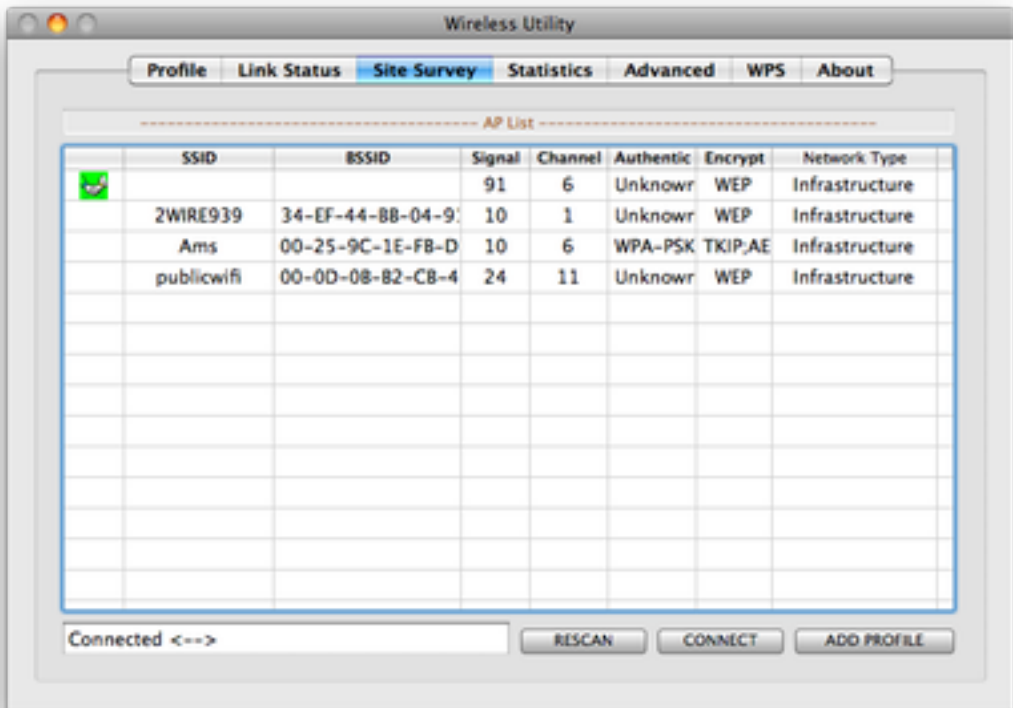 Wireless Utility
Profile Link Status Site Survey Statistics Advanced WPS About
---------------------------------------- AP List ----------------------------------------
SSID BSSID Signal Channel Authentic Encrypt Network Type
91 6 Unknowr WEP Infrastructure
2WIRE939 34-EF-44-BB-04-9 10 1 Unknowr WEP Infrastructure
Ams 00-25-9C-1E-FB-D 10 6 WPA-PSK TKIP;AE Infrastructure
publicwifi 00-0D-0B-B2-CB-4 24 11 Unknowr WEP Infrastructure
Connected <--> RESCAN CONNECT ADD PROFILE